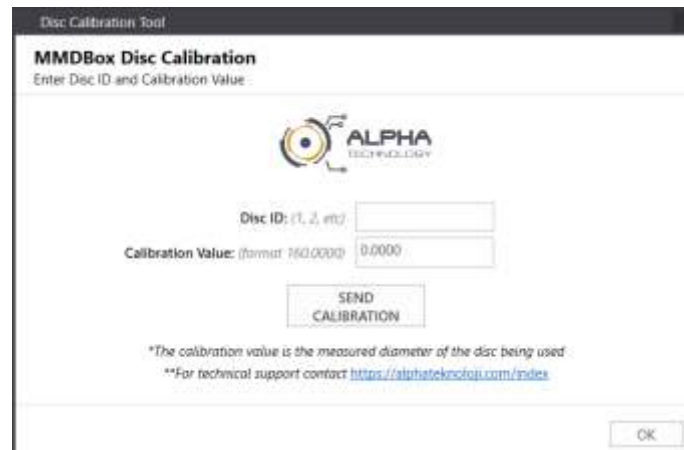 Disc Calibration Tool
MMDBox Disc Calibration
Enter Disc ID and Calibration Value
ALPHA
TECHNOLOGY
Disc ID: (1, 2, etc)
Calibration Value: (format 160.0000) 0.0000
SEND
CALIBRATION
*The calibration value is the measured diameter of the disc being used
**For technical support contact https://alphateknoloji.com/index
OK